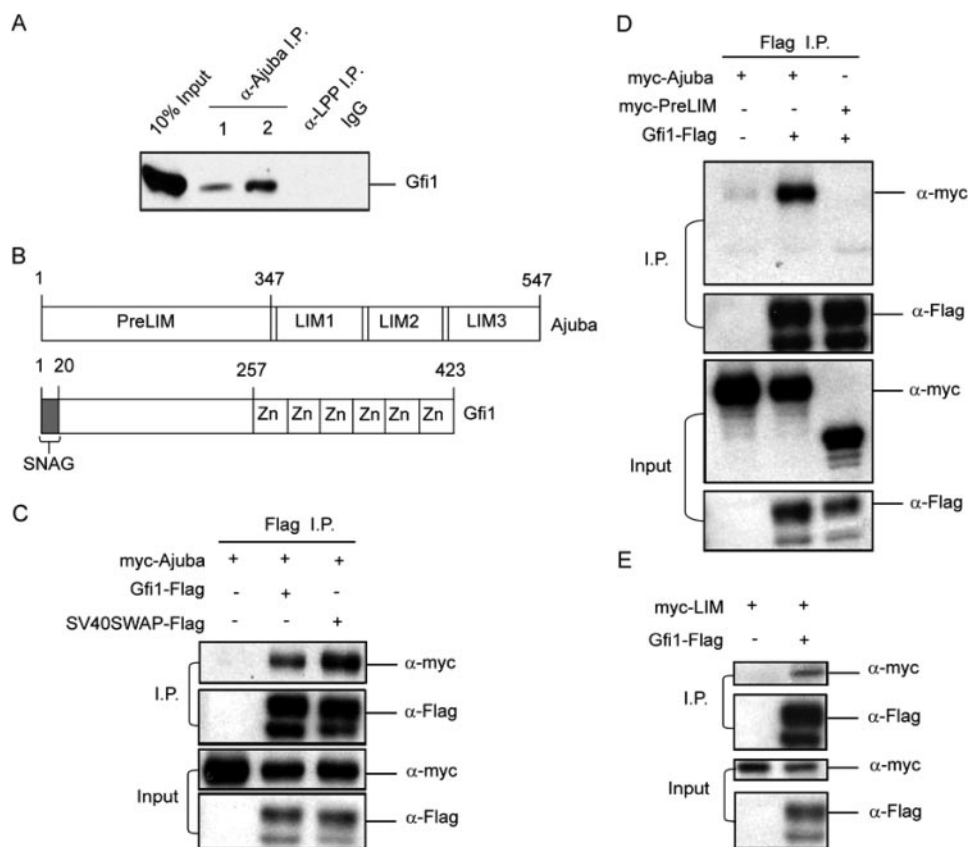 A
10% Input
α-Ajuba I.P.
1 2
α-LPP I.P.
IgG
Gfi1
B
1 347 547
PreLIM LIM1 LIM2 LIM3 Ajuba
1 20 257 423
Zn Zn Zn Zn Zn Zn Gfi1
SNAG
C
Flag I.P.
myc-Ajuba + + +
Gfi1-Flag - + -
SV40SWAP-Flag - - +
I.P.
α-myc
α-Flag
Input
α-myc
α-Flag
D
Flag I.P.
myc-Ajuba + + -
myc-PreLIM - - +
Gfi1-Flag - + +
I.P.
α-myc
α-Flag
Input
α-myc
α-Flag
E
myc-LIM + +
Gfi1-Flag - +
I.P.
α-myc
α-Flag
Input
α-myc
α-Flag